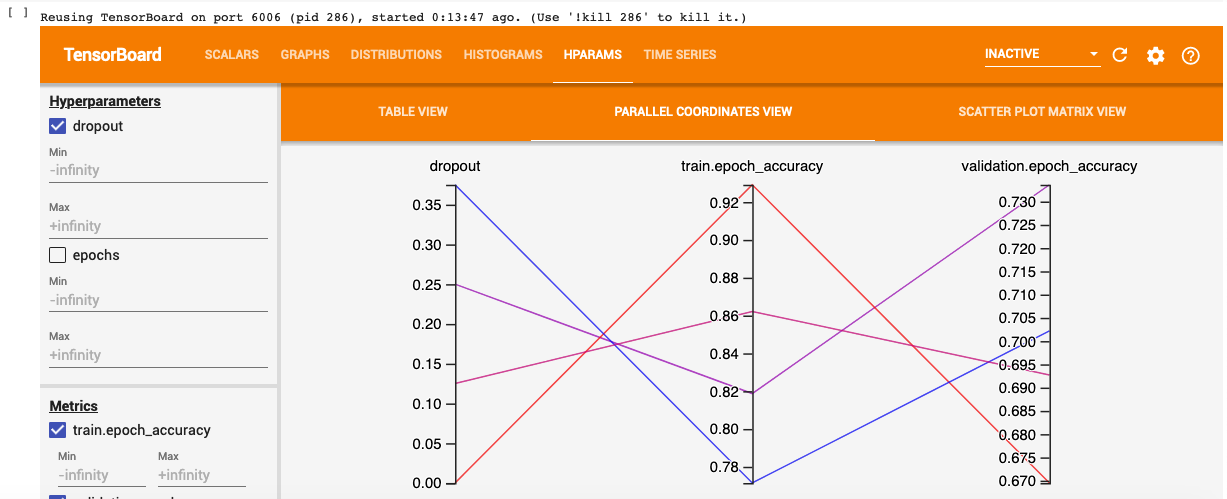 [ ] Reusing TensorBoard on port 6006 (pid 286), started 0:13:47 ago. (Use '!kill 286' to kill it.)
TensorBoard SCALARS GRAPHS DISTRIBUTIONS HISTOGRAMS HPARAMS TIME SERIES INACTIVE
TABLE VIEW PARALLEL COORDINATES VIEW SCATTER PLOT MATRIX VIEW
Hyperparameters
dropout
Min
-infinity
Max
+infinity
epochs
Min
-infinity
Max
+infinity
Metrics
train.epoch_accuracy
Min Max
-infinity +infinity
dropout
0.35
0.30
0.25
0.20
0.15
0.10
0.05
0.00
train.epoch_accuracy
0.92
0.90
0.88
0.86
0.84
0.82
0.80
0.78
validation.epoch_accuracy
0.730
0.725
0.720
0.715
0.710
0.705
0.700
0.695
0.690
0.685
0.680
0.675
0.670